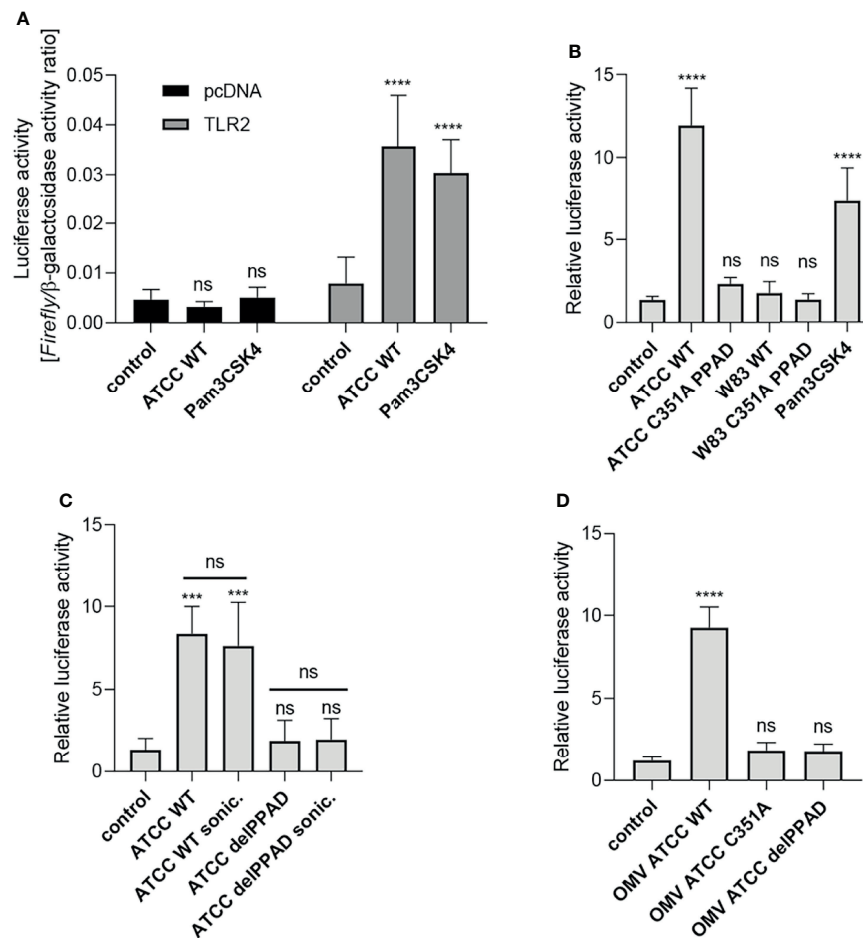 A
Luciferase activity
[Firefly/β-galactosidase activity ratio]
0.05
0.04
0.03
0.02
0.01
0.00
pcDNA
TLR2
ns
ns
****
****
control
ATCC WT
Pam3CSK4
control
ATCC WT
Pam3CSK4
B
Relative luciferase activity
15
10
5
0
****
ns
ns
ns
****
control
ATCC WT
ATCC C351A PPAD
W83 WT
W83 C351A PPAD
Pam3CSK4
C
Relative luciferase activity
15
10
5
0
ns
***
***
ns
ns
ns
control
ATCC WT
ATCC WT sonic.
ATCC delPPAD
ATCC delPPAD sonic.
D
Relative luciferase activity
15
10
5
0
****
ns
ns
control
OMV ATCC WT
OMV ATCC C351A
OMV ATCC delPPAD